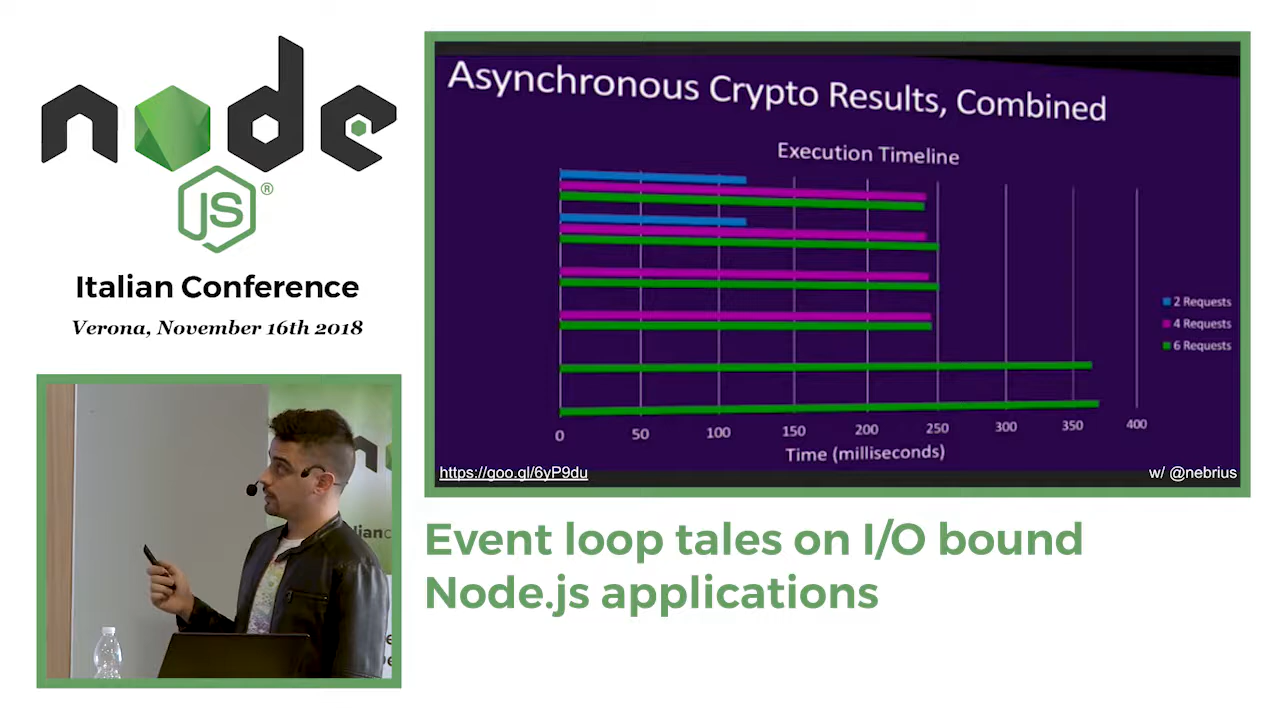 node
JS®
Italian Conference
Verona, November 16th 2018
Asynchronous Crypto Results, Combined
Execution Timeline
2 Requests
4 Requests
6 Requests
0 50 100 150 200 250 300 350 400
Time (milliseconds)
https://goo.gl/6yP9du
w/ @nebrius
Event loop tales on I/O bound
Node.js applications